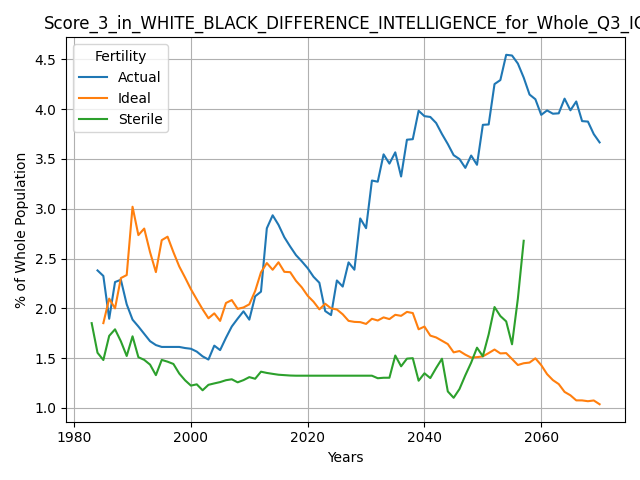 Score_3_in_WHITE_BLACK_DIFFERENCE_INTELLIGENCE_for_Whole_Q3_IC
Fertility
Actual
Ideal
Sterile
% of Whole Population
4.5
4.0
3.5
3.0
2.5
2.0
1.5
1.0
1980
2000
2020
2040
2060
Years